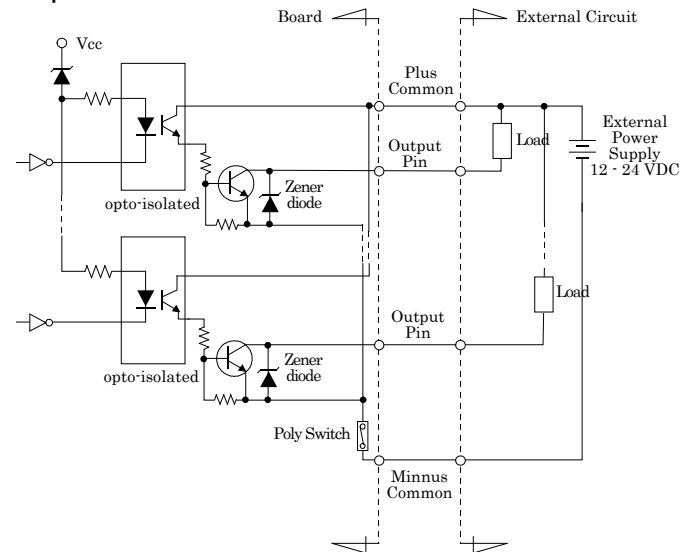 Board
External Circuit
Vcc
Plus
Common
Output
Pin
Load
External
Power
Supply
12 - 24 VDC
Zener
diode
opto-isolated
Output
Pin
Load
Zener
diode
opto-isolated
Poly Switch
Minnus
Common